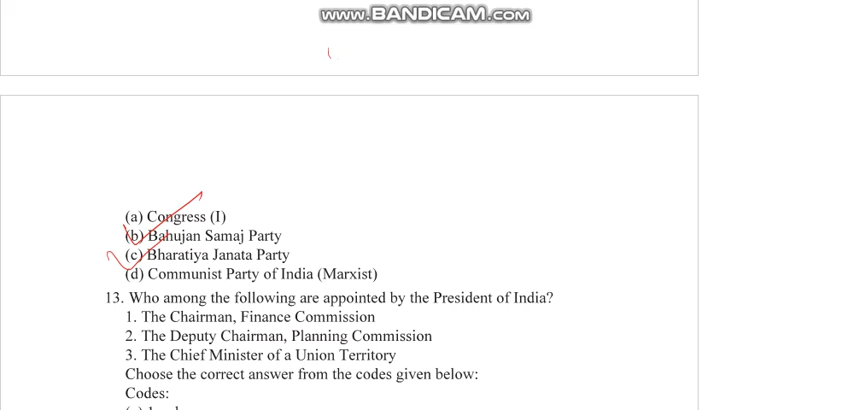 www.BANDICAM.com
(a) Congress (I)
(b) Bahujan Samaj Party
(c) Bharatiya Janata Party
(d) Communist Party of India (Marxist)
13. Who among the following are appointed by the President of India?
1. The Chairman, Finance Commission
2. The Deputy Chairman, Planning Commission
3. The Chief Minister of a Union Territory
Choose the correct answer from the codes given below:
Codes: